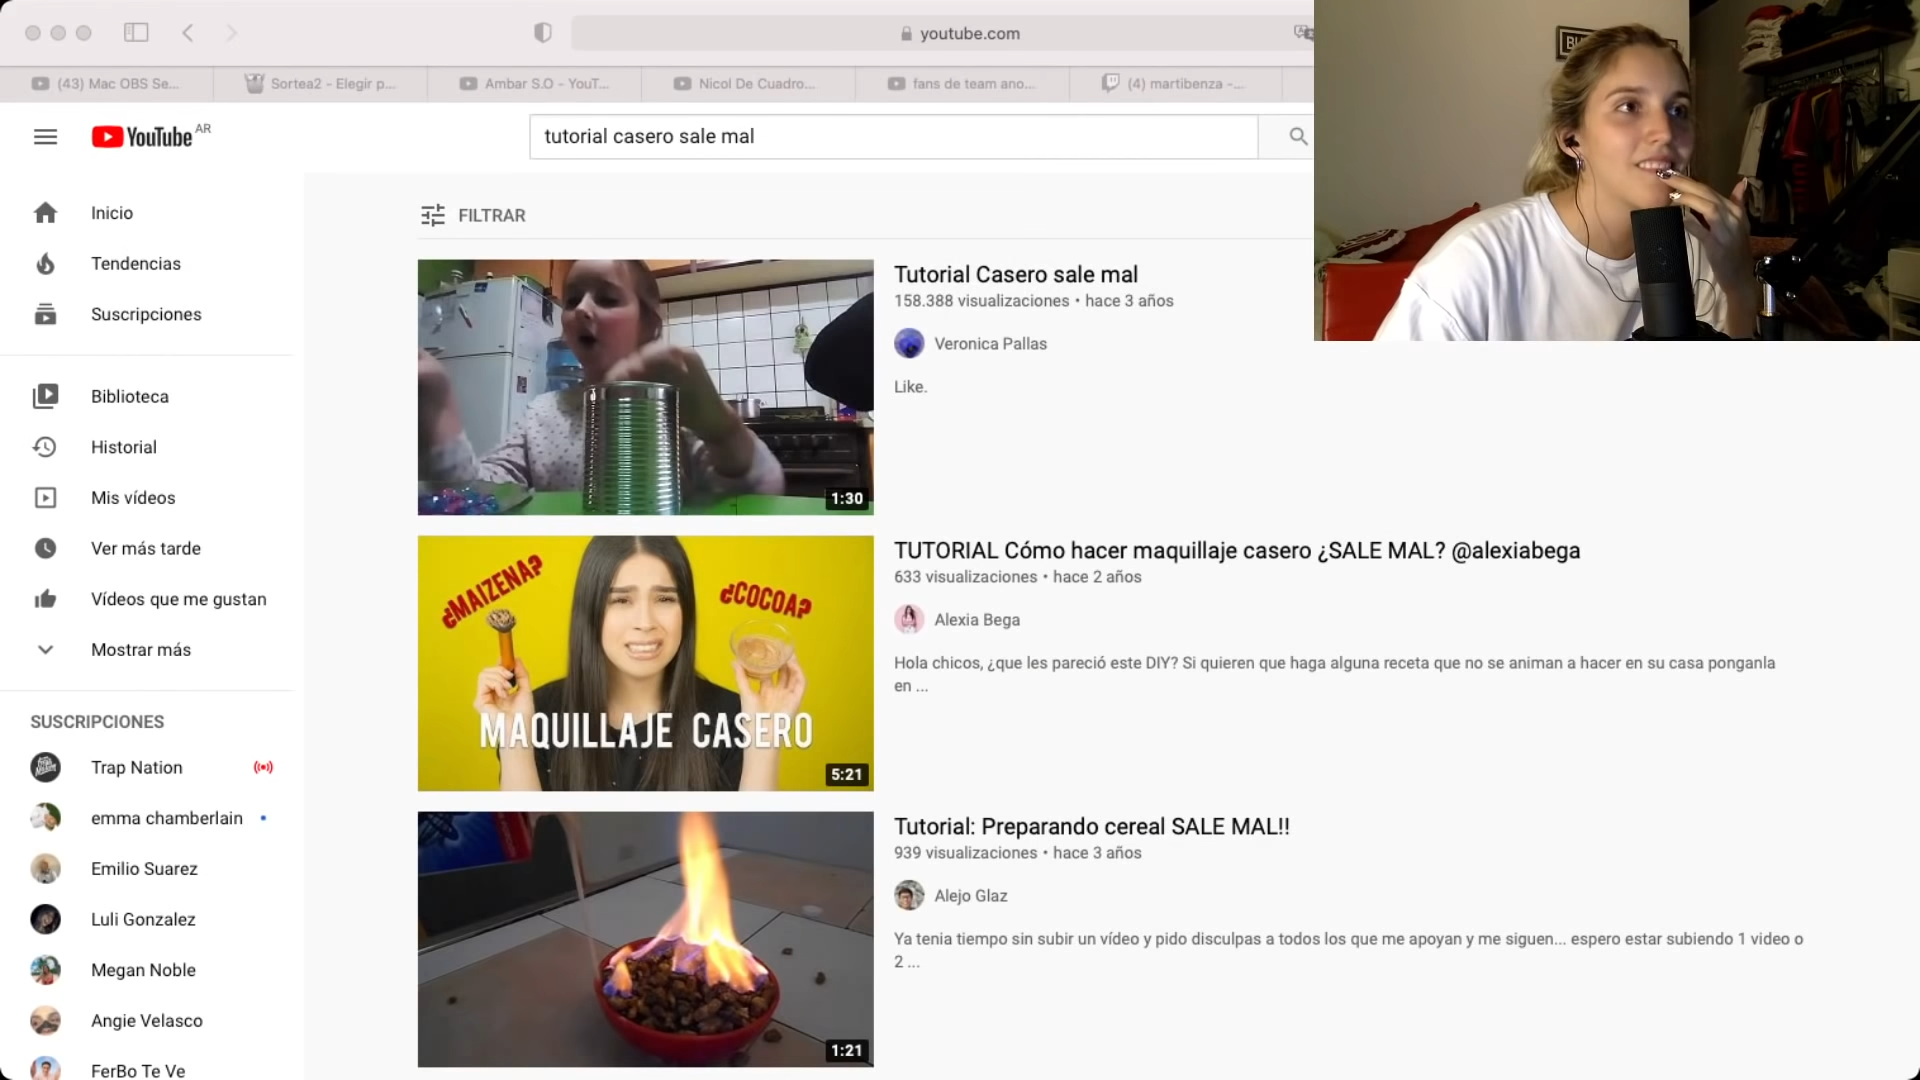 youtube.com
(43) Mac OBS Se...
Sortea2 - Elegir p...
Ambar S.O - YouT...
Nicol De Cuadro...
fans de team ano...
(4) martibenza -...
YouTube AR
tutorial casero sale mal
Inicio
Tendencias
Suscripciones
Biblioteca
Historial
Mis vídeos
Ver más tarde
Vídeos que me gustan
Mostrar más
SUSCRIPCIONES
Trap Nation
emma chamberlain
Emilio Suarez
Luli Gonzalez
Megan Noble
Angie Velasco
FerBo Te Ve
FILTRAR
1:30
Tutorial Casero sale mal
158.388 visualizaciones • hace 3 años
Veronica Pallas
Like.
¿MAIZENA?
¿COCOA?
MAQUILLAJE CASERO
5:21
TUTORIAL Cómo hacer maquillaje casero ¿SALE MAL? @alexiabega
633 visualizaciones • hace 2 años
Alexia Bega
Hola chicos, ¿que les pareció este DIY? Si quieren que haga alguna receta que no se animan a hacer en su casa ponganla
en ...
1:21
Tutorial: Preparando cereal SALE MAL!!
939 visualizaciones • hace 3 años
Alejo Glaz
Ya tenia tiempo sin subir un vídeo y pido disculpas a todos los que me apoyan y me siguen... espero estar subiendo 1 video o
2 ...